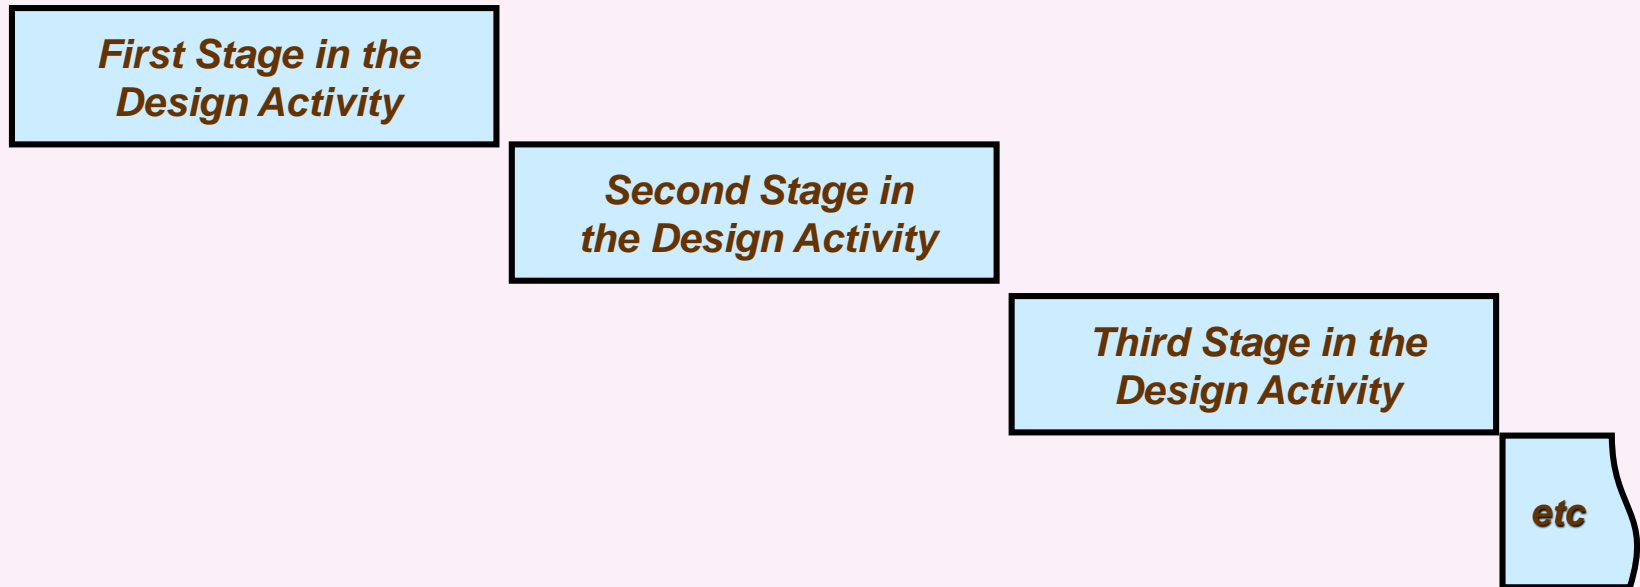 First Stage in the
Design Activity
Second Stage in
the Design Activity
Third Stage in the
Design Activity
etc